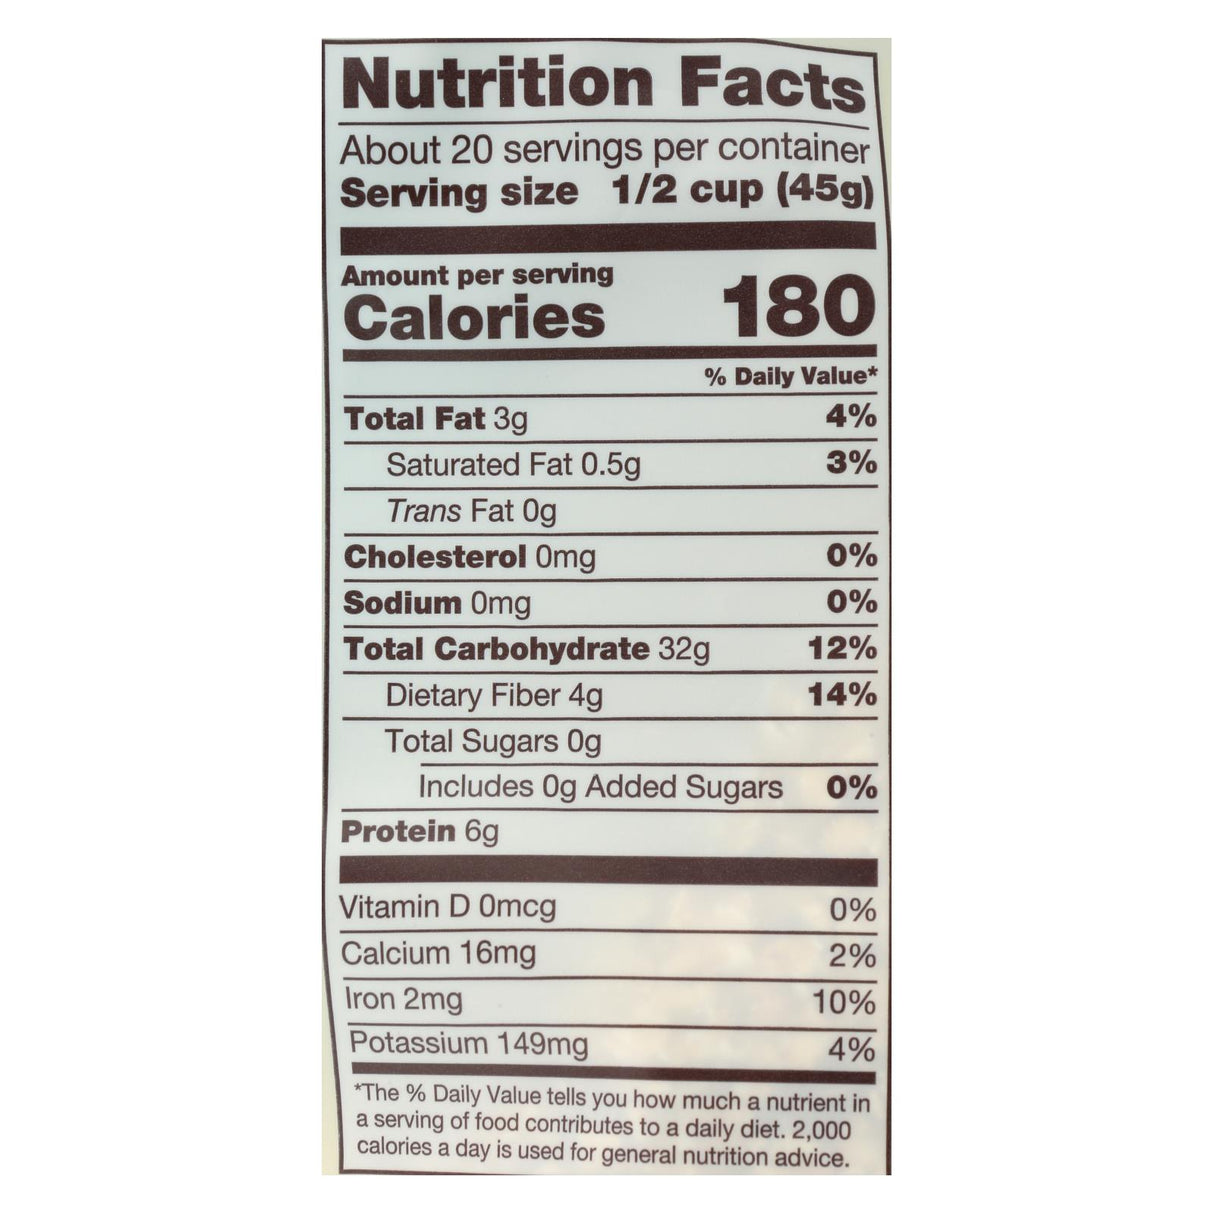 Nutrition Facts
About 20 servings per container
Serving size 1/2 cup (45g)
Amount per serving
Calories 180
% Daily Value*
Total Fat 3g 4%
Saturated Fat 0.5g 3%
Trans Fat 0g
Cholesterol 0mg 0%
Sodium 0mg 0%
Total Carbohydrate 32g 12%
Dietary Fiber 4g 14%
Total Sugars 0g
Includes 0g Added Sugars 0%
Protein 6g
Vitamin D 0mcg 0%
Calcium 16mg 2%
Iron 2mg 10%
Potassium 149mg 4%
*The % Daily Value tells you how much a nutrient in
a serving of food contributes to a daily diet. 2,000
calories a day is used for general nutrition advice.